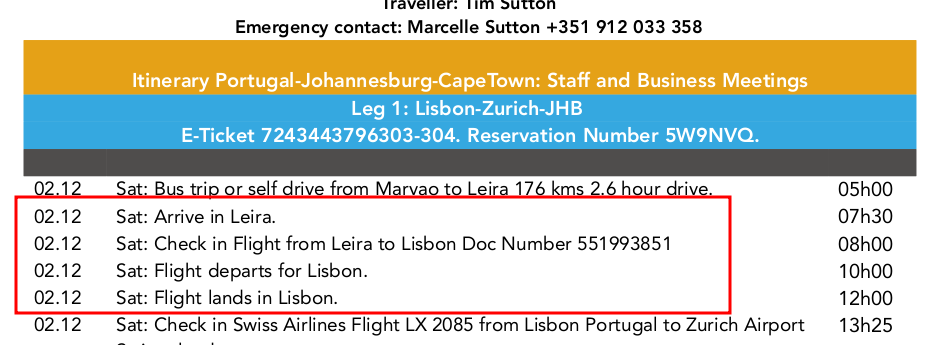 Traveller: Tim Sutton
Emergency contact: Marcelle Sutton +351 912 033 358
Itinerary Portugal-Johannesburg-CapeTown: Staff and Business Meetings
Leg 1: Lisbon-Zurich-JHB
E-Ticket 7243443796303-304. Reservation Number 5W9NVQ.
02.12 Sat: Bus trip or self drive from Marvao to Leira 176 kms 2.6 hour drive. 05h00
02.12 Sat: Arrive in Leira. 07h30
02.12 Sat: Check in Flight from Leira to Lisbon Doc Number 551993851 08h00
02.12 Sat: Flight departs for Lisbon. 10h00
02.12 Sat: Flight lands in Lisbon. 12h00
02.12 Sat: Check in Swiss Airlines Flight LX 2085 from Lisbon Portugal to Zurich Airport 13h25